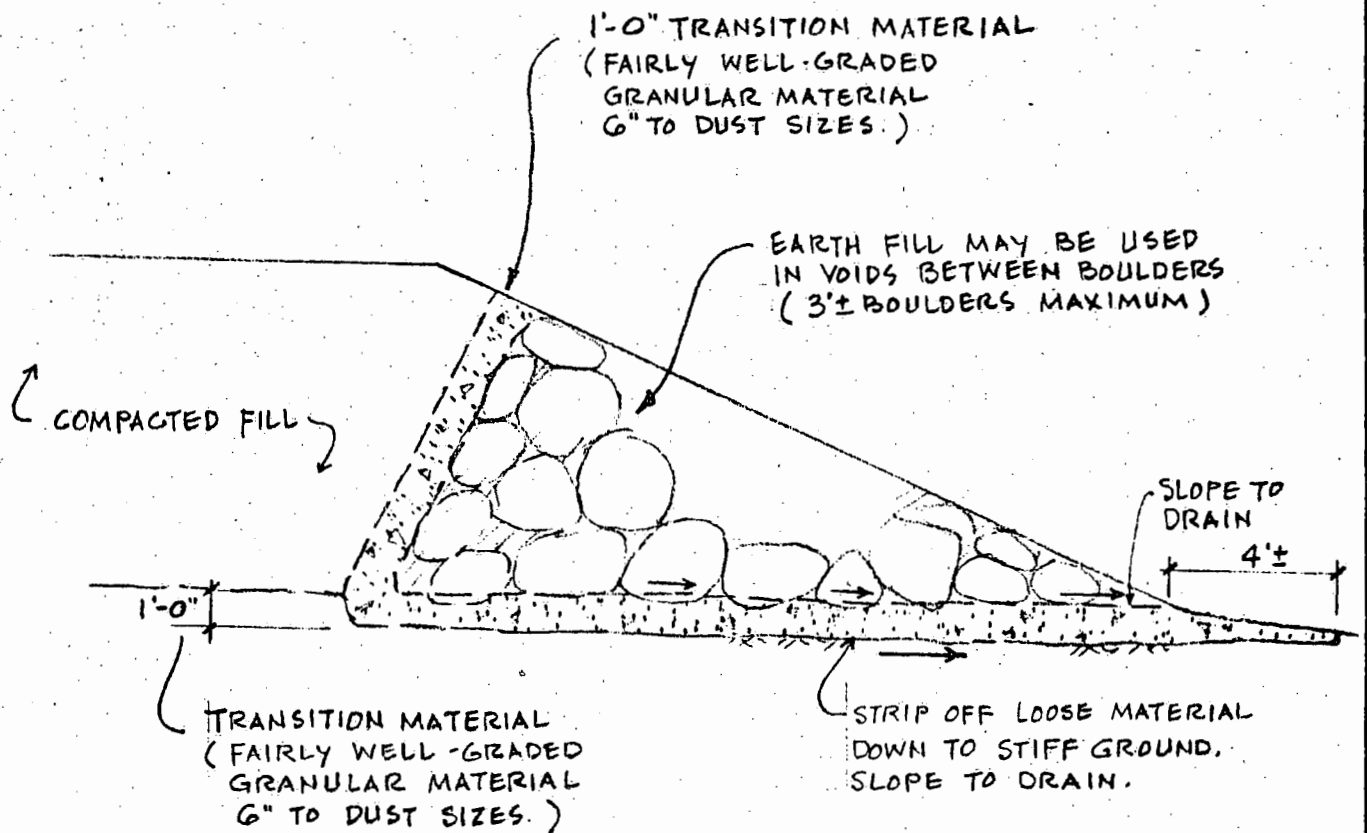 1'-0" TRANSITION MATERIAL
(FAIRLY WELL-GRADED
GRANULAR MATERIAL
6" TO DUST SIZES.)
EARTH FILL MAY BE USED
IN VOIDS BETWEEN BOULDERS
(3'± BOULDERS MAXIMUM)
COMPACTED FILL
SLOPE TO
DRAIN
4'±
1'-0"
TRANSITION MATERIAL
(FAIRLY WELL-GRADED
GRANULAR MATERIAL
6" TO DUST SIZES.)
STRIP OFF LOOSE MATERIAL
DOWN TO STIFF GROUND.
SLOPE TO DRAIN.